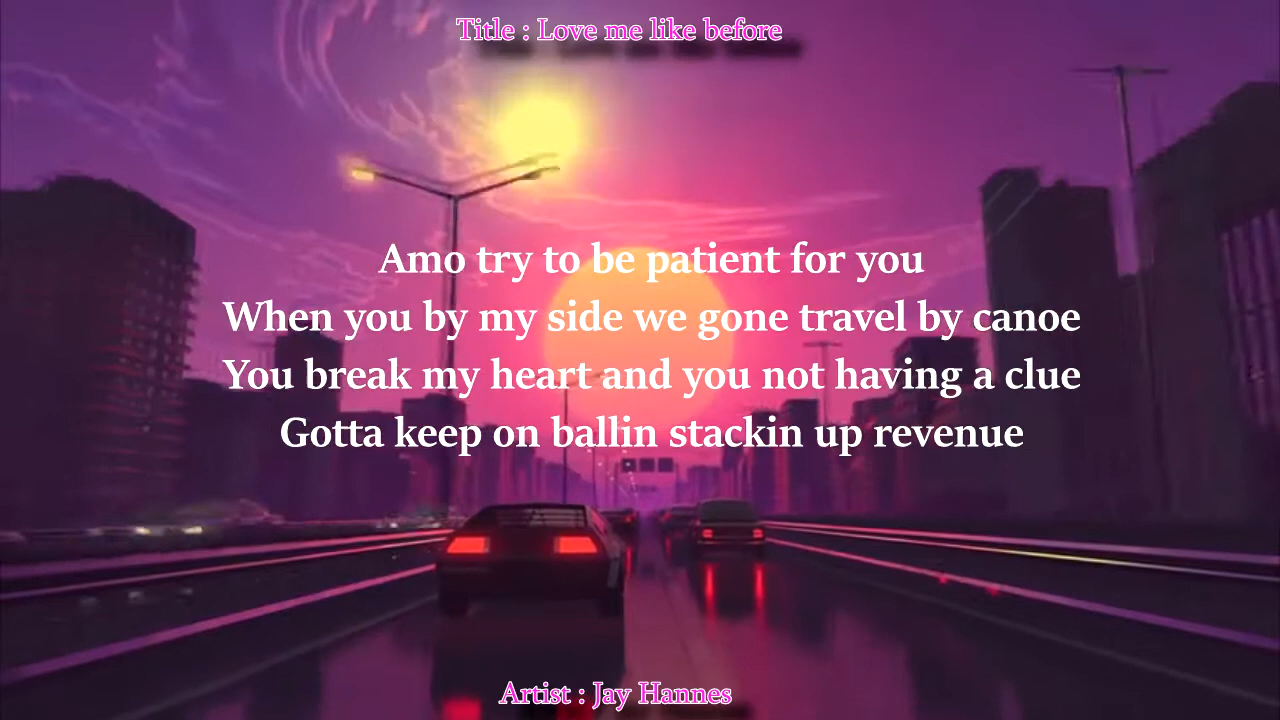 Title : Love me like before
Amo try to be patient for you
When you by my side we gone travel by canoe
You break my heart and you not having a clue
Gotta keep on ballin stackin up revenue
Artist : Jay Hannes